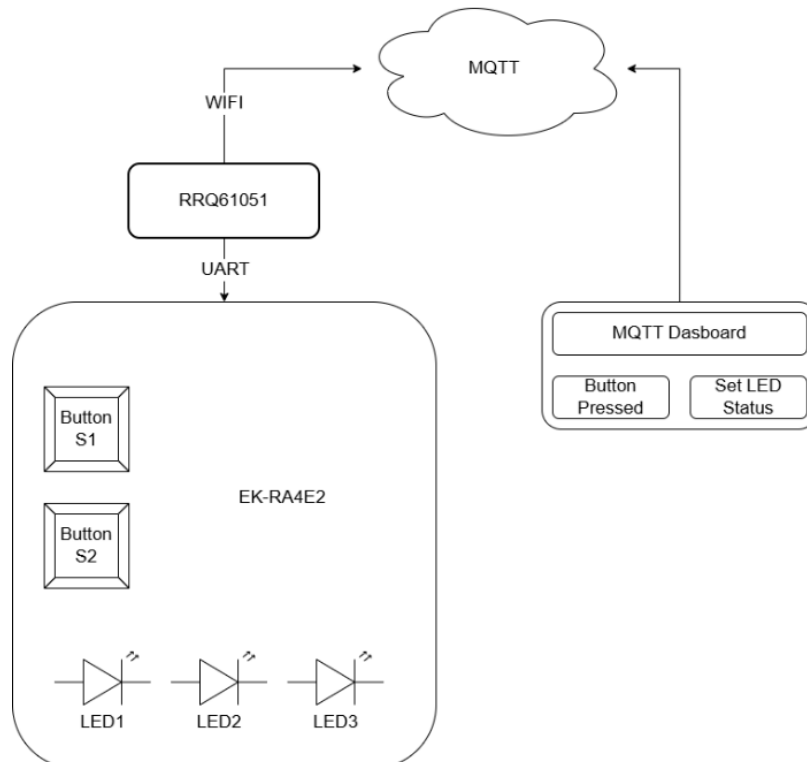 MQTT
WIFI
RRQ61051
UART
MQTT Dasboard
Button
Pressed
Set LED
Status
Button
S1
EK-RA4E2
Button
S2
LED1
LED2
LED3